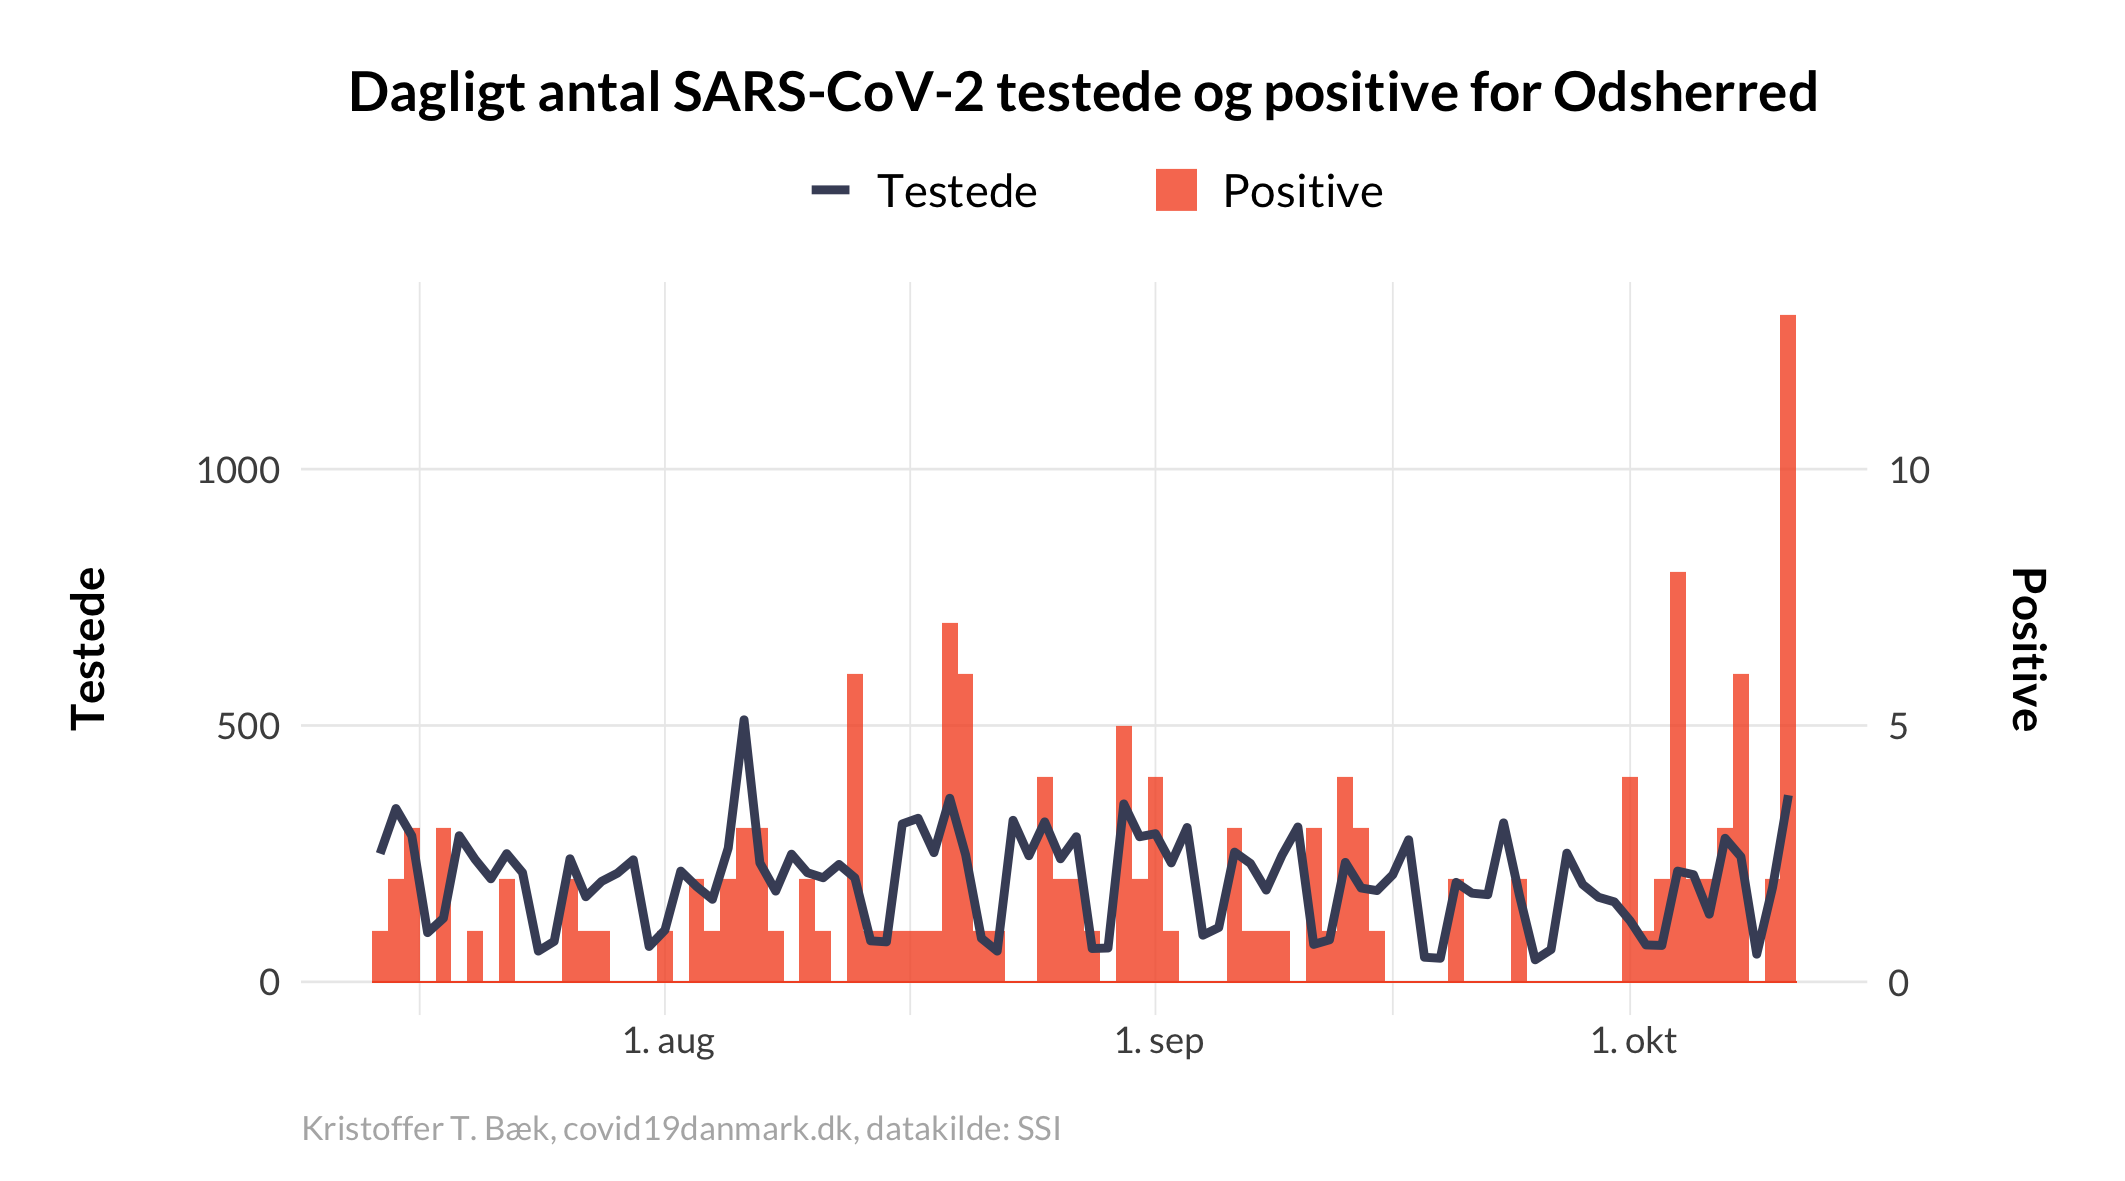 Dagligt antal SARS-CoV-2 testede og positive for Odsherred
Testede
Positive
1000
500
0
10
5
0
Testede
Positive
1. aug
1. sep
1. okt
Kristoffer T. Bæk, covid19danmark.dk, datakilde: SSI